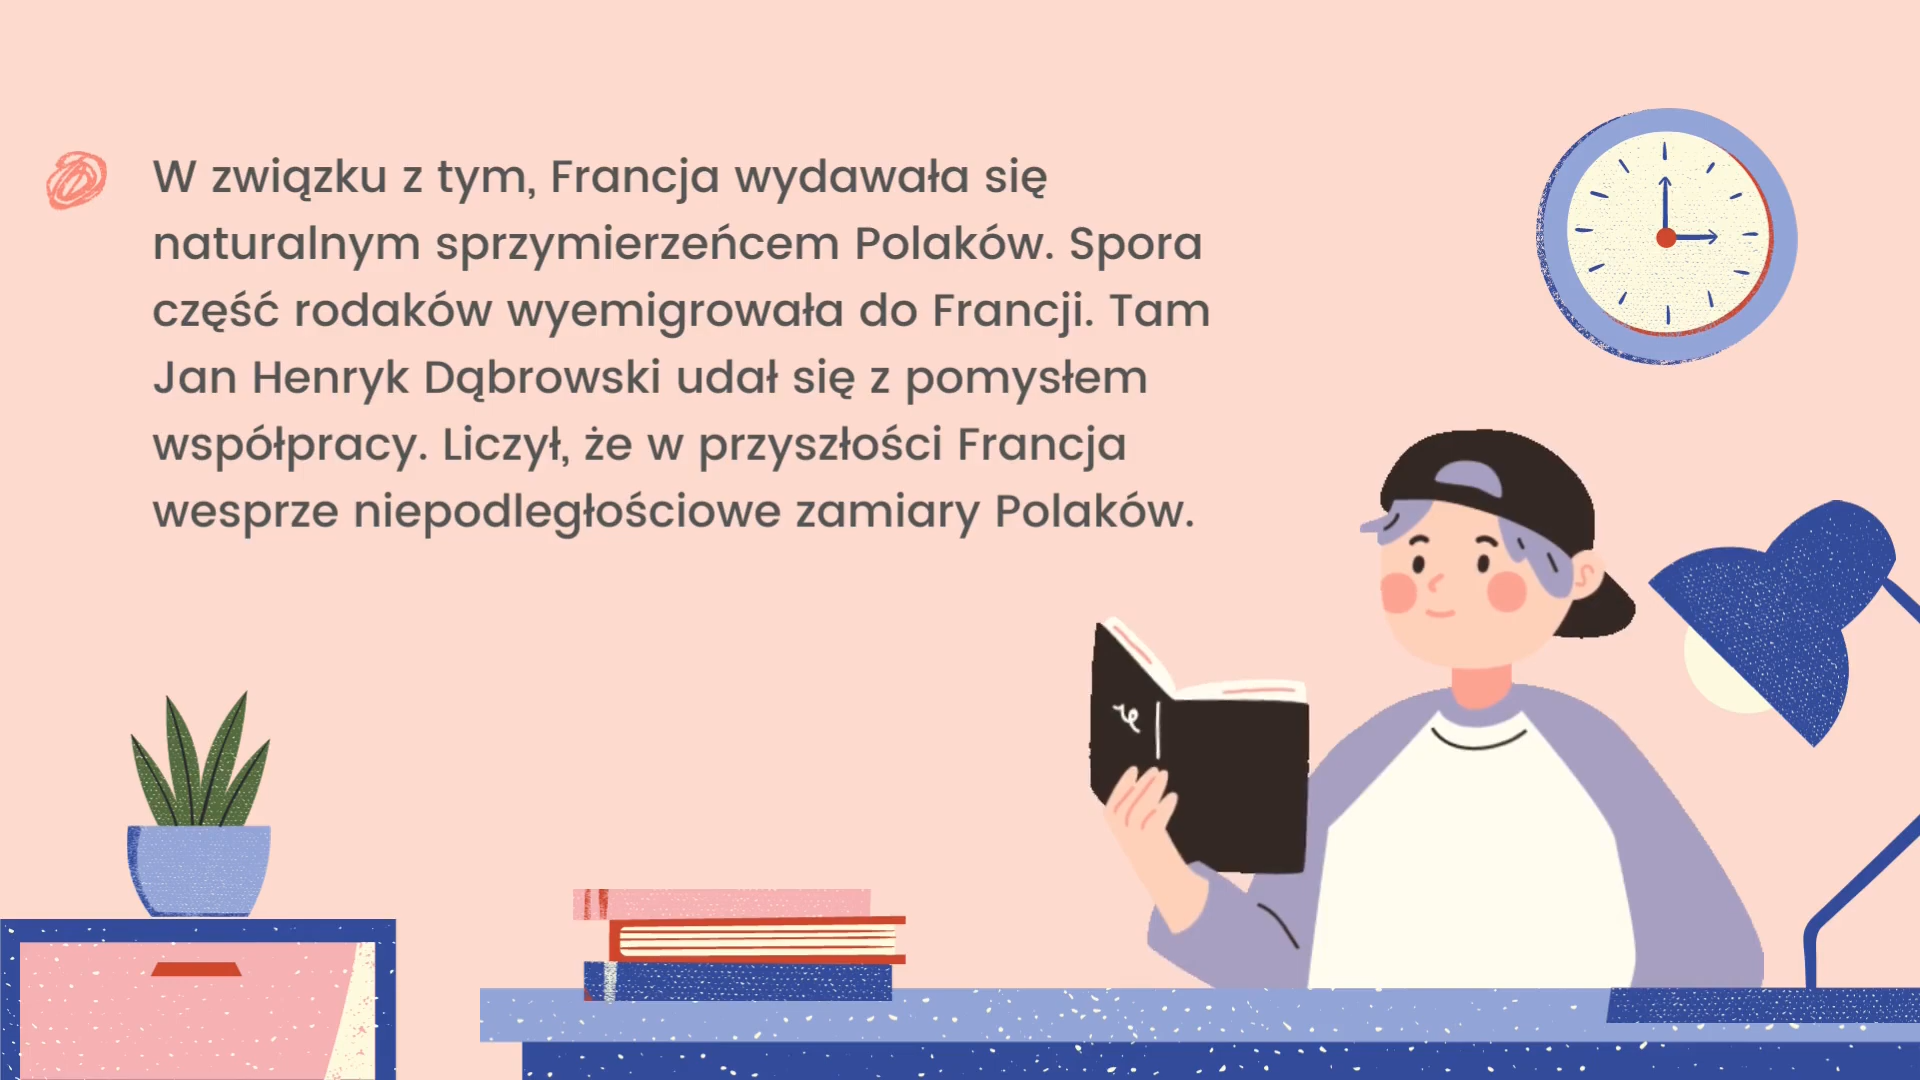 W związku z tym, Francja wydawała się
naturalnym sprzymierzeńcem Polaków. Spora
część rodaków wyemigrowała do Francji. Tam
Jan Henryk Dąbrowski udał się z pomysłem
współpracy. Liczył, że w przyszłości Francja
wesprze niepodległościowe zamiary Polaków.